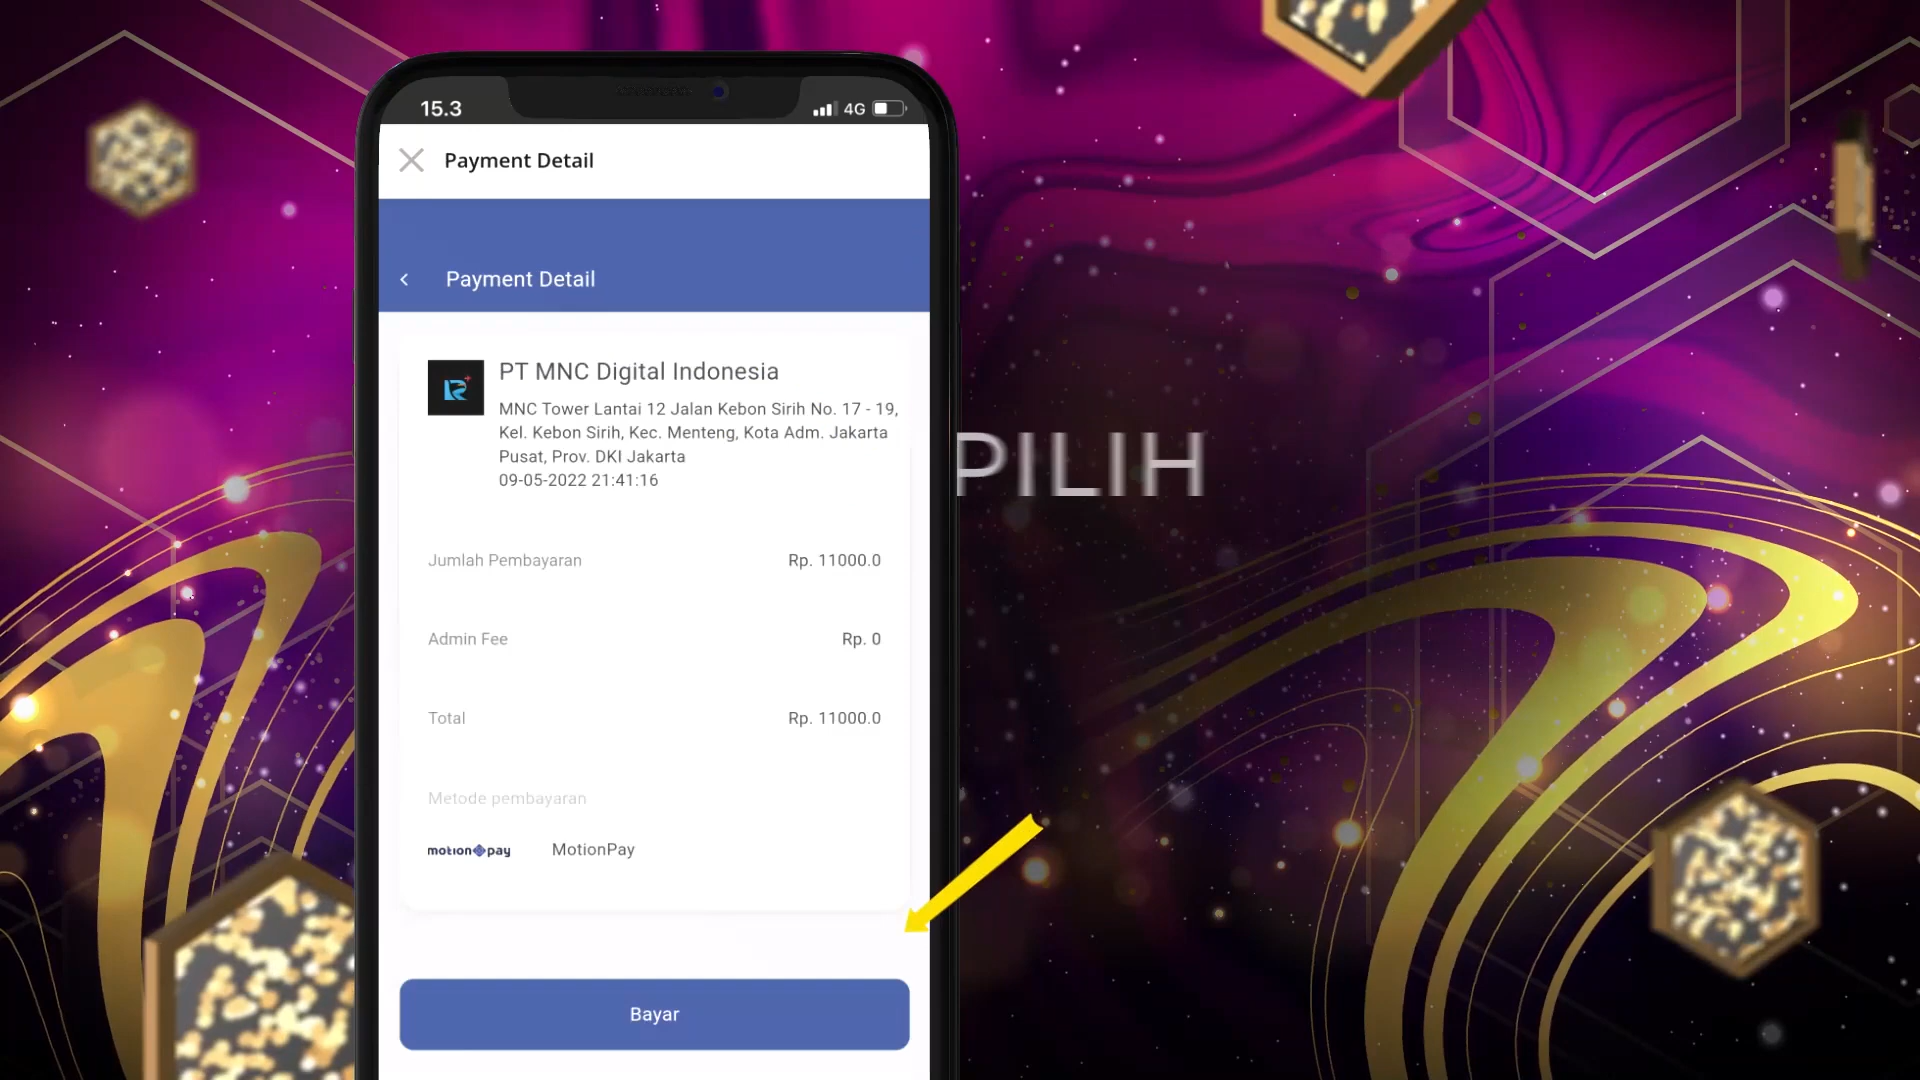 15.3
4G
Payment Detail
Payment Detail
PT MNC Digital Indonesia
MNC Tower Lantai 12 Jalan Kebon Sirih No. 17 - 19,
Kel. Kebon Sirih, Kec. Menteng, Kota Adm. Jakarta
Pusat, Prov. DKI Jakarta
09-05-2022 21:41:16
Jumlah Pembayaran Rp. 11000.0
Admin Fee Rp. 0
Total Rp. 11000.0
Metode pembayaran
motion pay MotionPay
Bayar
PILIH